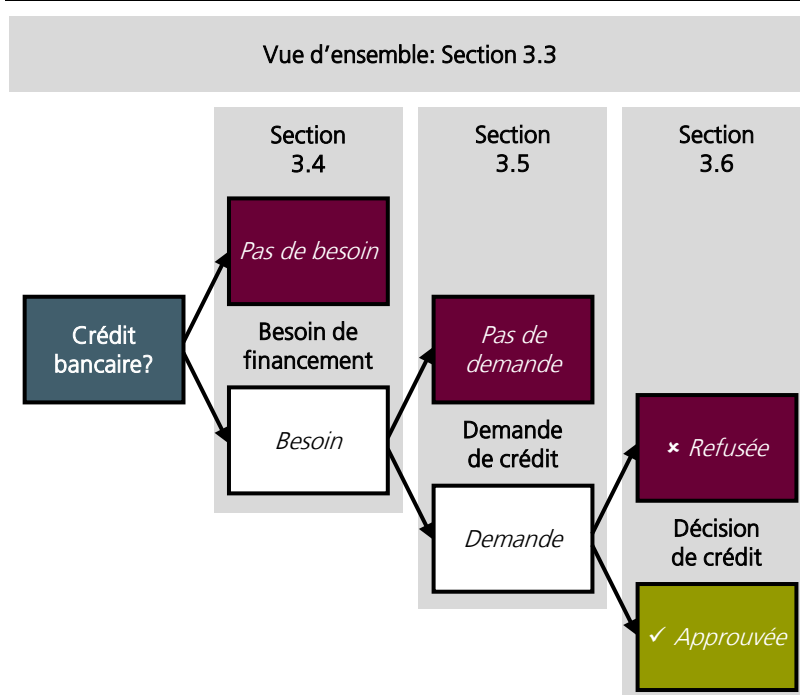 Vue d'ensemble: Section 3.3
Section
3.4
Section
3.5
Section
3.6
Pas de besoin
Crédit
bancaire?
Besoin de
financement
Pas de
demande
Besoin
Demande
de crédit
× Refusée
Demande
Décision
de crédit
✓ Approuvée